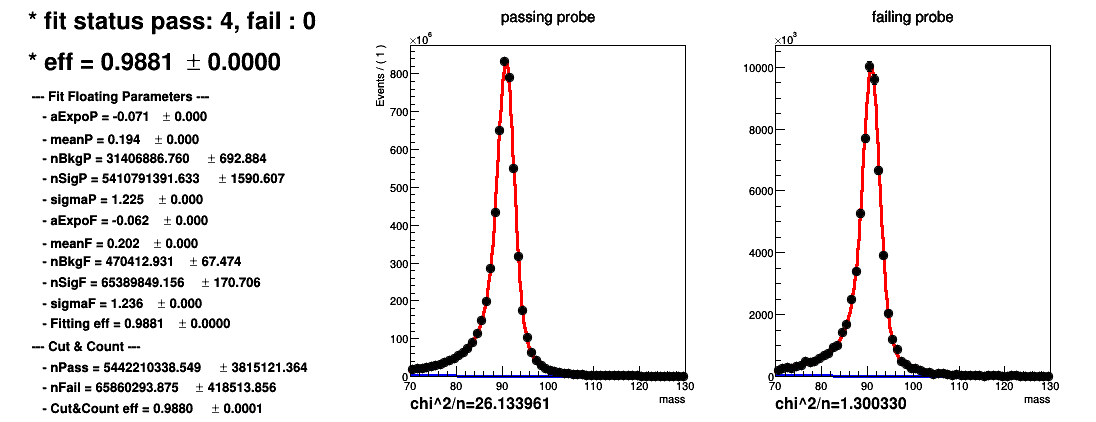 * fit status pass: 4, fail : 0
* eff = 0.9881 ± 0.0000
--- Fit Floating Parameters ---
- aExpoP = -0.071 ± 0.000
- meanP = 0.194 ± 0.000
- nBkgP = 31406886.760 ± 692.884
- nSigP = 5410791391.633 ± 1590.607
- sigmaP = 1.225 ± 0.000
- aExpoF = -0.062 ± 0.000
- meanF = 0.202 ± 0.000
- nBkgF = 470412.931 ± 67.474
- nSigF = 65389849.156 ± 170.706
- sigmaF = 1.236 ± 0.000
- Fitting eff = 0.9881 ± 0.0000
--- Cut & Count ---
- nPass = 5442210338.549 ± 3815121.364
- nFail = 65860293.875 ± 418513.856
- Cut&Count eff = 0.9880 ± 0.0001
passing probe
×10⁶
Events / ( 1 )
800
700
600
500
400
300
200
100
0
70 80 90 100 110 120 130
mass
chi^2/n=26.133961
failing probe
×10³
10000
8000
6000
4000
2000
0
70 80 90 100 110 120 130
mass
chi^2/n=1.300330